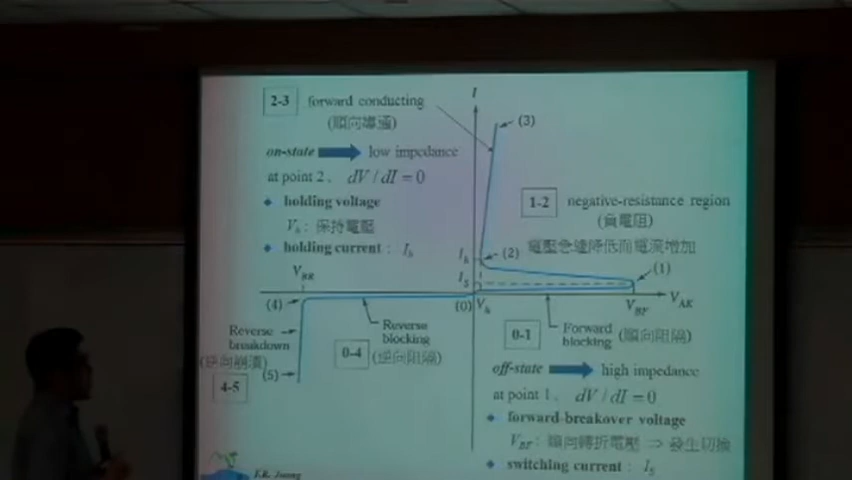 2-3 forward conducting
(順向導通)
on-state low impedance
at point 2, dV / dI = 0
holding voltage
Vh : 保持電壓
holding current : Ih
I
(3)
1-2 negative-resistance region
(負電阻)
電壓急遽降低而電流增加
Ih
(2)
IS
(1)
VBR
(4)
(0)
Vh
VBF
VAK
Reverse
breakdown
(逆向崩潰)
(5)
4-5
Reverse
blocking
0-4 (逆向阻隔)
0-1 Forward
blocking
(順向阻隔)
off-state high impedance
at point 1, dV / dI = 0
forward-breakover voltage
VBF : 順向轉折電壓 ⇒ 發生切換
switching current : IS